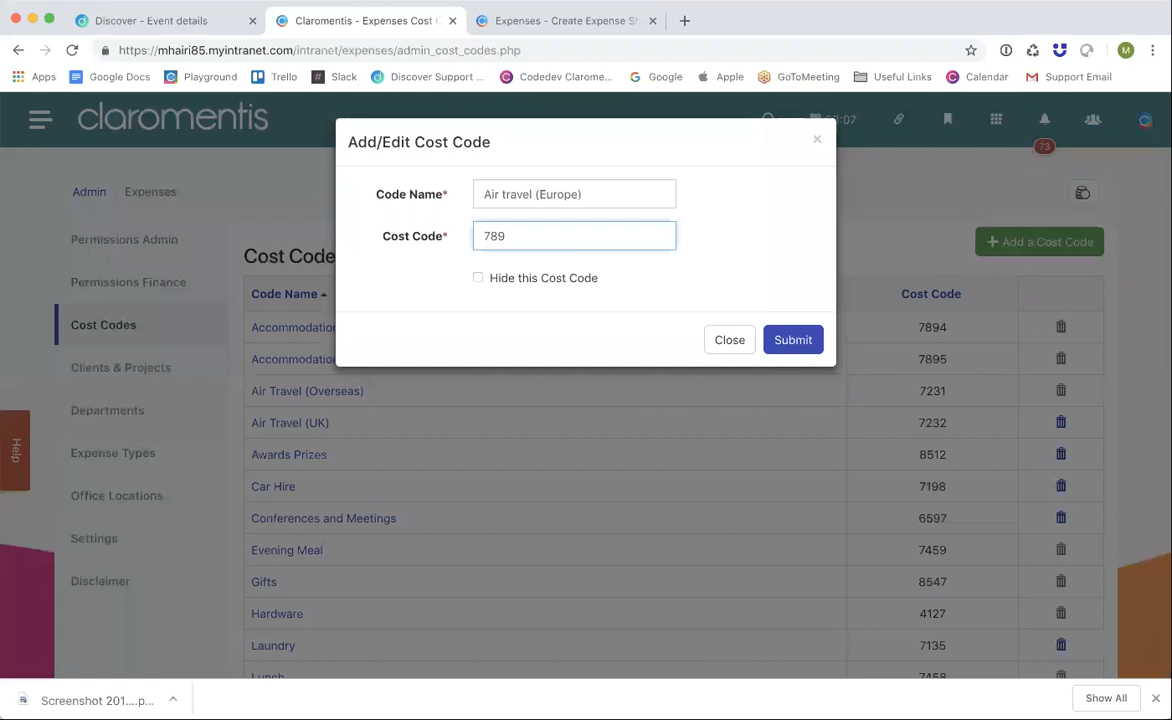 Discover - Event details
Claromentis - Expenses Cost C
Expenses - Create Expense St
https://mhairi85.myintranet.com/intranet/expenses/admin_cost_codes.php
M
Apps
Google Docs
Playground
Trello
Slack
Discover Support ...
Codedev Clarome...
Google
Apple
GoToMeeting
Useful Links
Calendar
Support Email
claromentis
:07
73
Admin
Expenses
Permissions Admin
Permissions Finance
Cost Codes
Clients & Projects
Departments
Expense Types
Office Locations
Settings
Disclaimer
Help
Add/Edit Cost Code
Code Name*
Air travel (Europe)
Cost Code*
789
Hide this Cost Code
Close
Submit
Cost Code
+ Add a Cost Code
Code Name
Cost Code
Accommodation
7894
Accommodation
7895
Air Travel (Overseas)
7231
Air Travel (UK)
7232
Awards Prizes
8512
Car Hire
7198
Conferences and Meetings
6597
Evening Meal
7459
Gifts
8547
Hardware
4127
Laundry
7135
Lunch
7458
Screenshot 201....p...
Show All